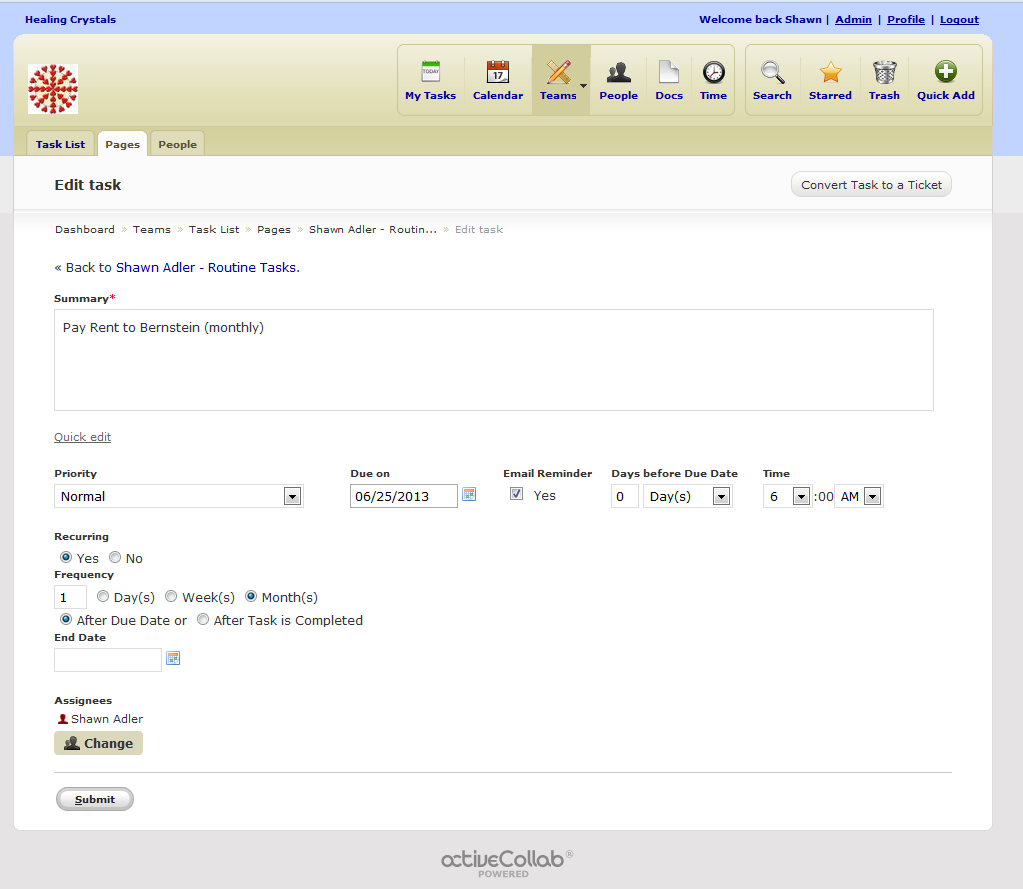 Healing Crystals
Welcome back Shawn | Admin | Profile | Logout
TODAY
17
My Tasks Calendar Teams People Docs Time Search Starred Trash Quick Add
Task List Pages People
Edit task
Convert Task to a Ticket
Dashboard » Teams » Task List » Pages » Shawn Adler - Routin... » Edit task
« Back to Shawn Adler - Routine Tasks.
Summary*
Pay Rent to Bernstein (monthly)
Quick edit
Priority Due on Email Reminder Days before Due Date Time
Normal 06/25/2013 Yes 0 Day(s) 6 :00 AM
Recurring
Yes No
Frequency
1 Day(s) Week(s) Month(s)
After Due Date or After Task is Completed
End Date
Assignees
Shawn Adler
Change
Submit
activeCollab®
POWERED